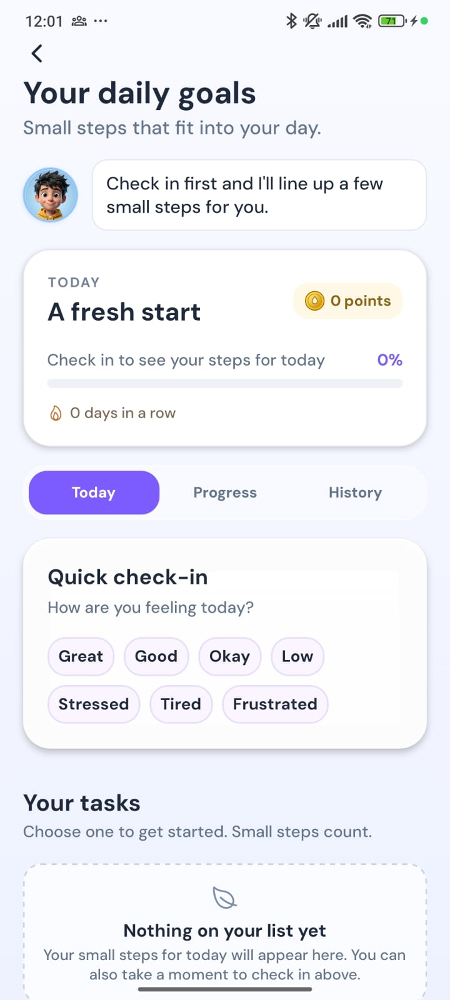 12:01
71
Your daily goals
Small steps that fit into your day.
Check in first and I'll line up a few
small steps for you.
TODAY
A fresh start
0 points
Check in to see your steps for today 0%
0 days in a row
Today Progress History
Quick check-in
How are you feeling today?
Great Good Okay Low
Stressed Tired Frustrated
Your tasks
Choose one to get started. Small steps count.
Nothing on your list yet
Your small steps for today will appear here. You can
also take a moment to check in above.